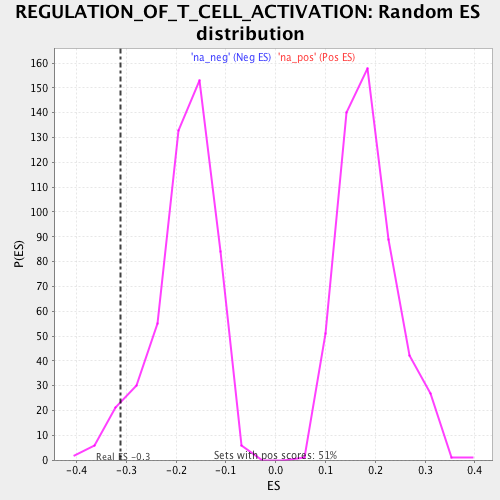 REGULATION_OF_T_CELL_ACTIVATION: Random ES
distribution
'na_neg' (Neg ES) 'na_pos' (Pos ES)
160
150
140
130
120
110
100
90
80
70
60
50
40
30
20
10
0
P(ES)
Real ES -0.3
Sets with pos scores: 51%
-0.4 -0.3 -0.2 -0.1 0.0 0.1 0.2 0.3 0.4
ES